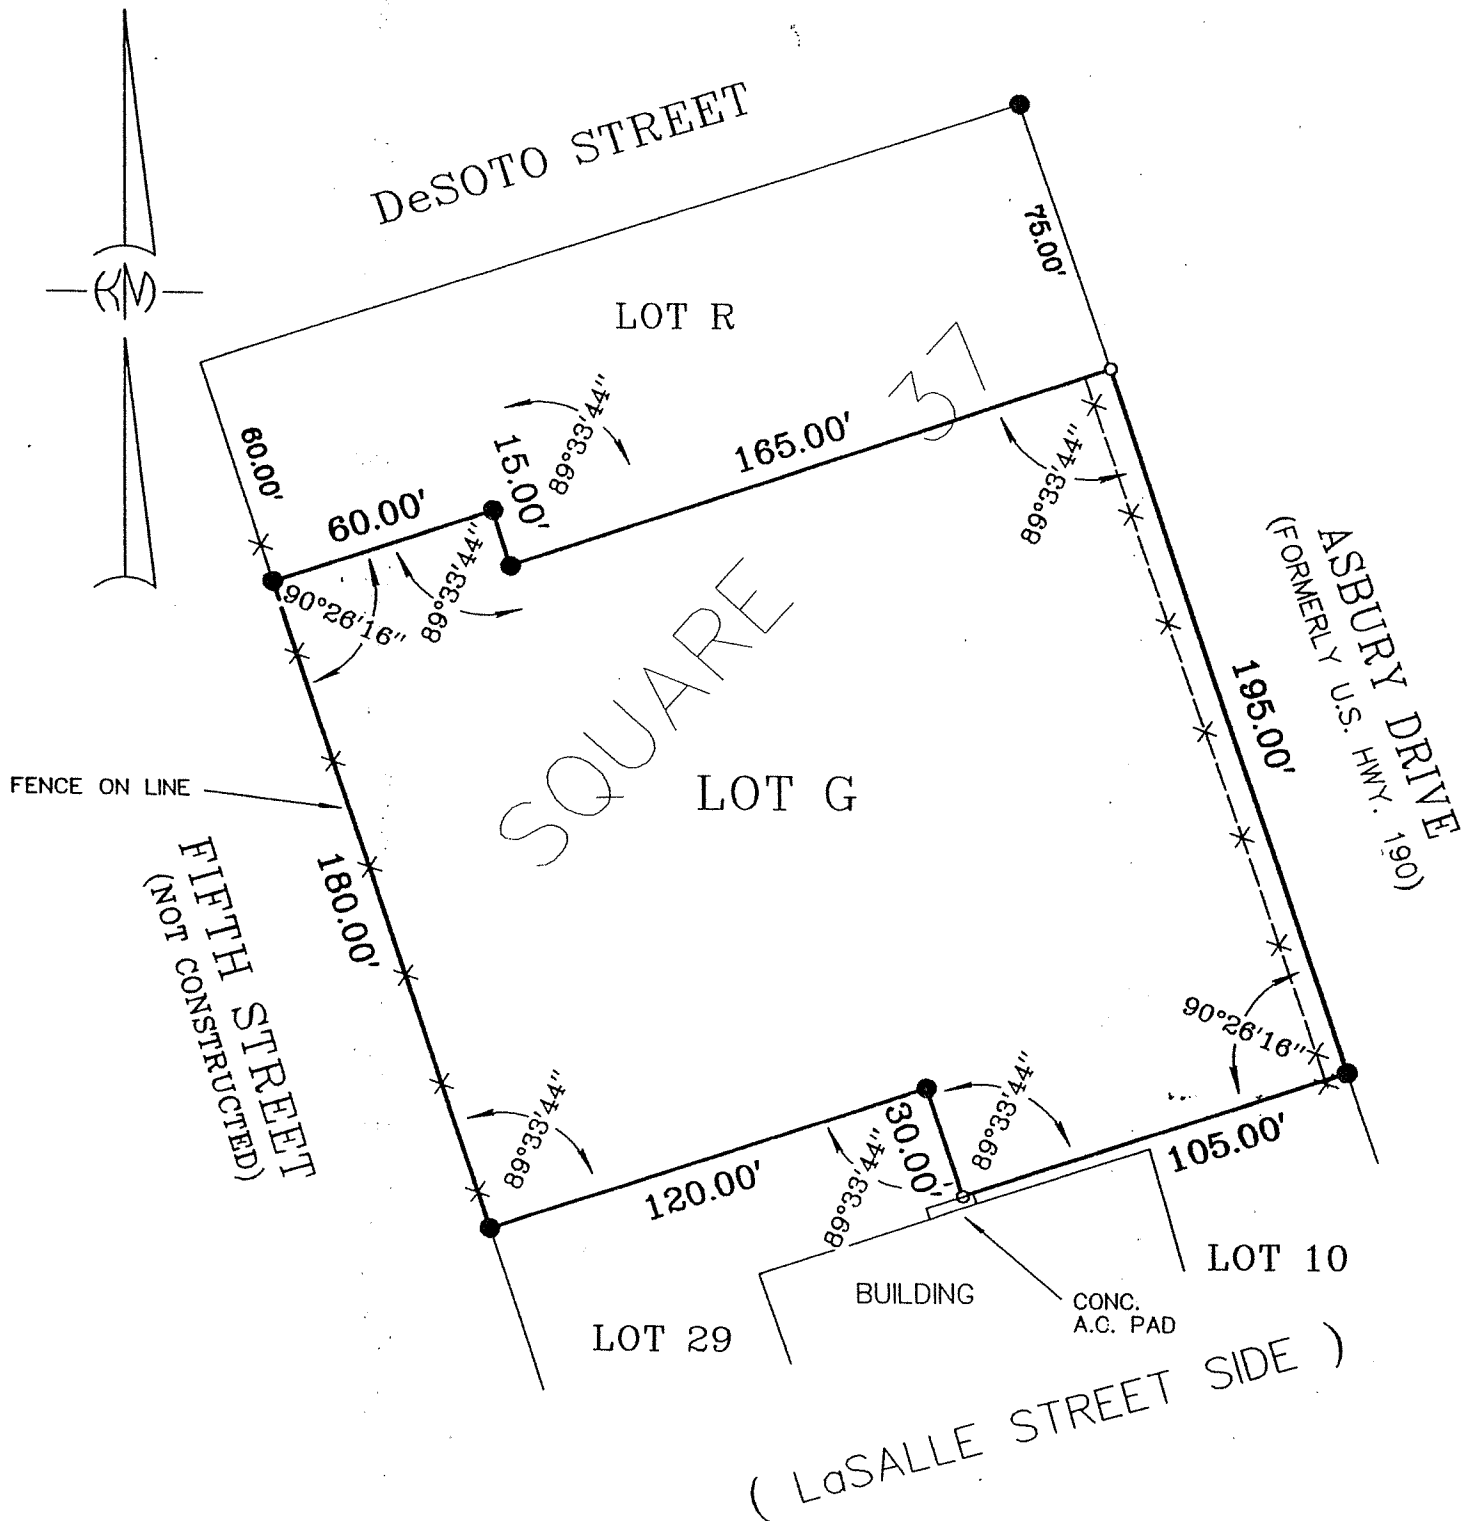 DeSOTO STREET
75.00'
KM
LOT R
37
60.00'
15.00'
89°33'44"
165.00'
60.00'
89°33'44"
89°33'44"
90°26'16"
ASBURY DRIVE
(FORMERLY U.S. HWY. 190)
SQUARE
195.00'
FENCE ON LINE
LOT G
FIFTH STREET
(NOT CONSTRUCTED)
180.00'
90°26'16"
89°33'44"
89°33'44"
30.00'
89°33'44"
120.00'
105.00'
LOT 10
BUILDING
CONC.
A.C. PAD
LOT 29
( LaSALLE STREET SIDE )